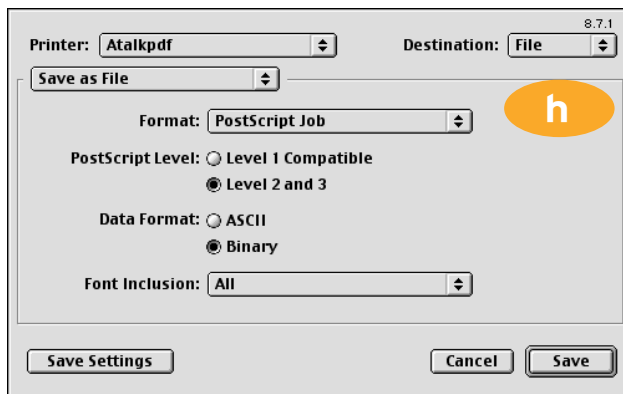 8.7.1
Printer: Atalkpdf Destination: File
Save as File
h
Format: PostScript Job
PostScript Level: Level 1 Compatible
Level 2 and 3
Data Format: ASCII
Binary
Font Inclusion: All
Save Settings Cancel Save